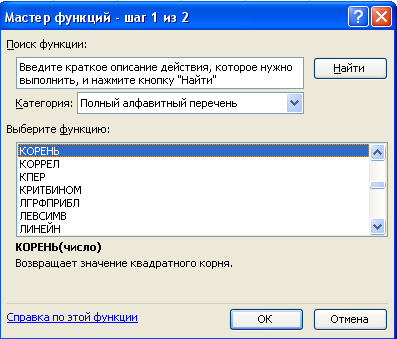 Мастер функций - шаг 1 из 2
Поиск функции:
Введите краткое описание действия, которое нужно
выполнить, и нажмите кнопку "Найти"
Найти
Категория: Полный алфавитный перечень
Выберите функцию:
КОРЕНЬ
КОРРЕЛ
КПЕР
КРИТБИНОМ
ЛГРФПРИБЛ
ЛЕВСИМВ
ЛИНЕЙН
КОРЕНЬ(число)
Возвращает значение квадратного корня.
Справка по этой функции
ОК
Отмена